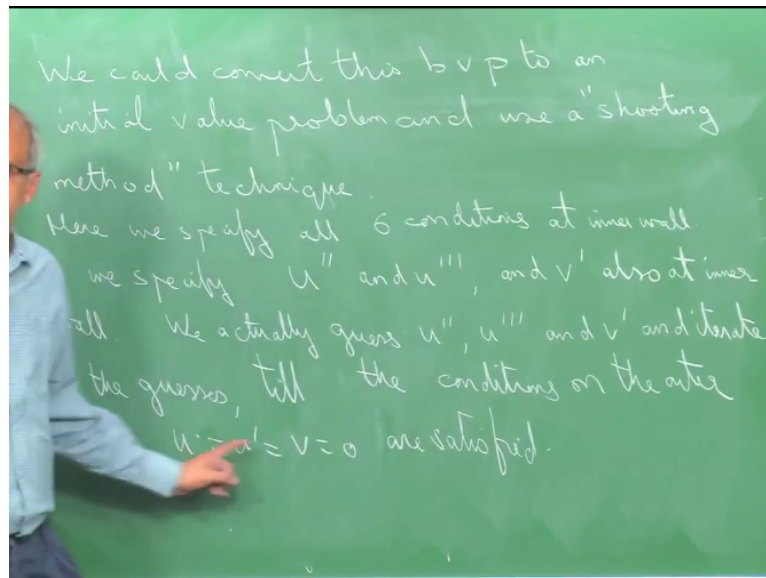 We could convert this b v p to an
initial value problem and use a "shooting
method" technique.
Here we specify all 6 conditions at inner wall.
we specify u'' and u''', and v' also at inner
wall. We actually guess u'', u''' and v' and iterate
the guesses, till the conditions on the outer
u = u' = v = 0 are satisfied.